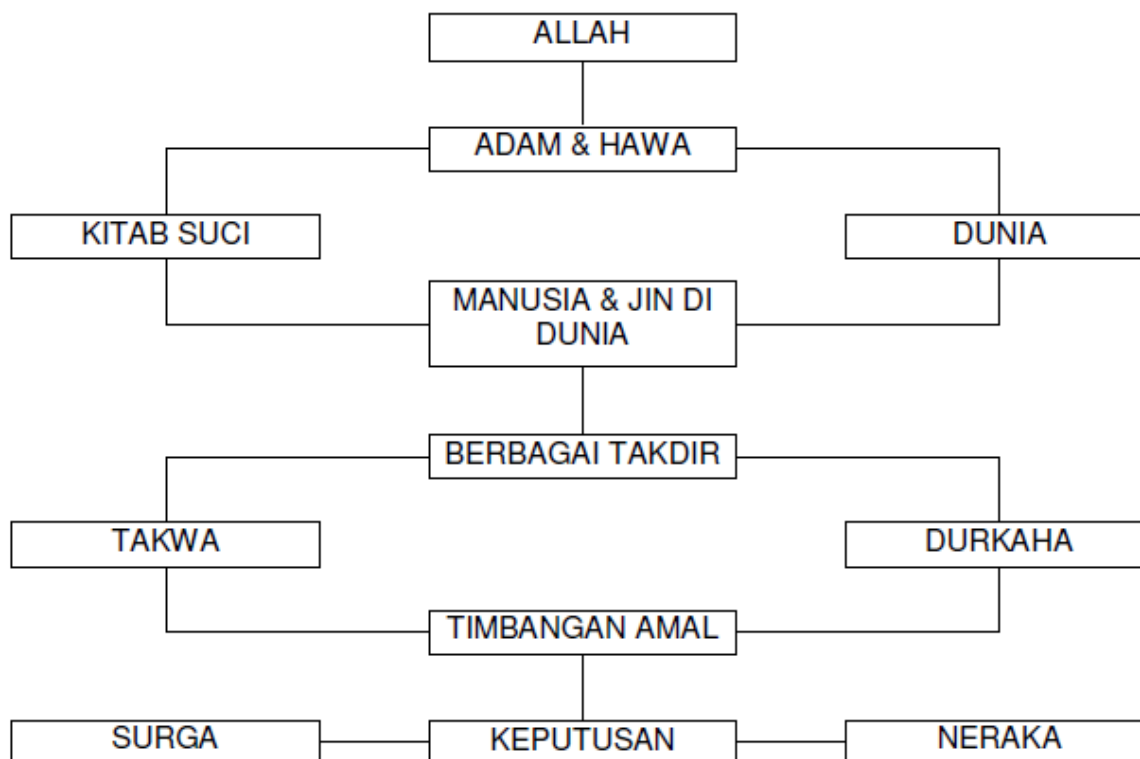 ALLAH
ADAM & HAWA
KITAB SUCI
DUNIA
MANUSIA & JIN DI
DUNIA
BERBAGAI TAKDIR
TAKWA
DURKAHA
TIMBANGAN AMAL
SURGA
KEPUTUSAN
NERAKA